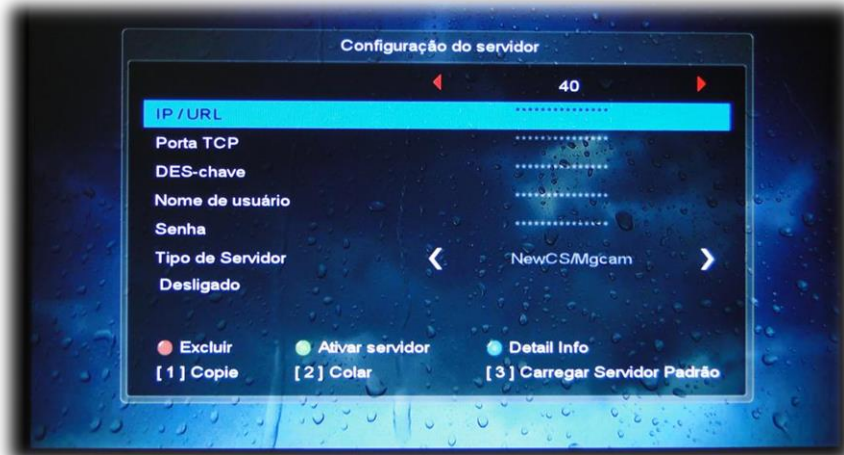 Configuração do servidor
40
IP / URL **************
Porta TCP **************
DES-chave **************
Nome de usuário **************
Senha **************
Tipo de Servidor NewCS/Mgcam
Desligado
Excluir Ativar servidor Detail Info
[1] Copie [2] Colar [3] Carregar Servidor Padrão